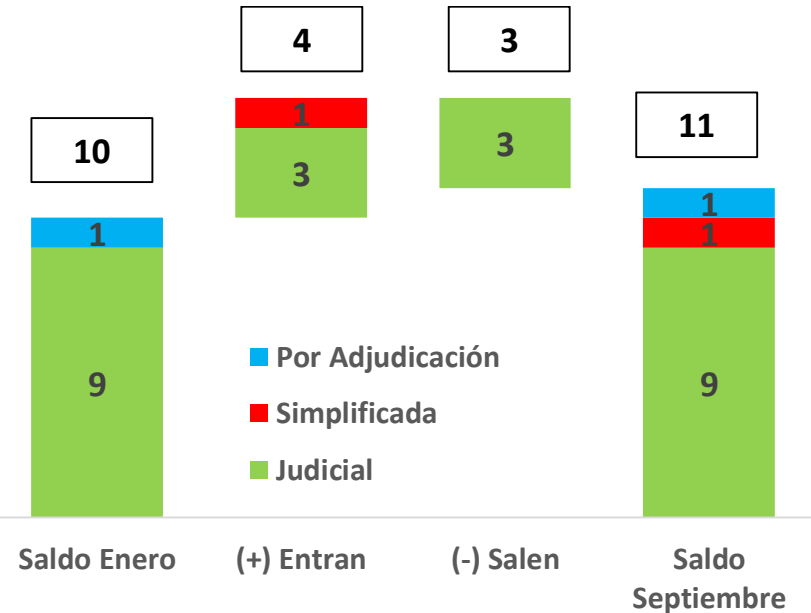 4
3
10
11
1
3
3
1
1
1
9
9
Por Adjudicación
Simplificada
Judicial
Saldo Enero
(+) Entran
(-) Salen
Saldo
Septiembre